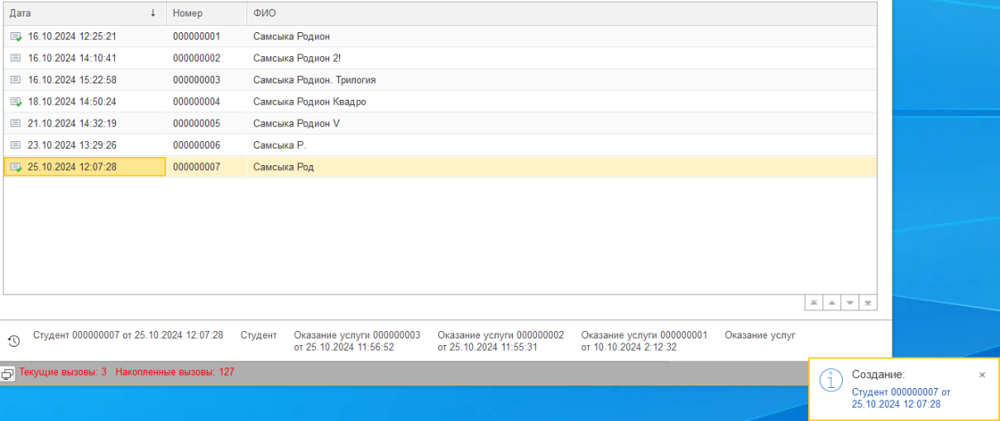 Дата ↓ Номер ФИО
16.10.2024 12:25:21 000000001 Самсыка Родион
16.10.2024 14:10:41 000000002 Самсыка Родион 2!
16.10.2024 15:22:58 000000003 Самсыка Родион. Трилогия
18.10.2024 14:50:24 000000004 Самсыка Родион Квадро
21.10.2024 14:32:19 000000005 Самсыка Родион V
23.10.2024 13:29:26 000000006 Самсыка Р.
25.10.2024 12:07:28 000000007 Самсыка Род
Студент 000000007 от 25.10.2024 12:07:28
Студент
Оказание услуги 000000003
от 25.10.2024 11:56:52
Оказание услуги 000000002
от 25.10.2024 11:55:31
Оказание услуги 000000001
от 10.10.2024 2:12:32
Оказание услуг
Текущие вызовы: 3 Накопленные вызовы: 127
Создание:
Студент 000000007 от
25.10.2024 12:07:28